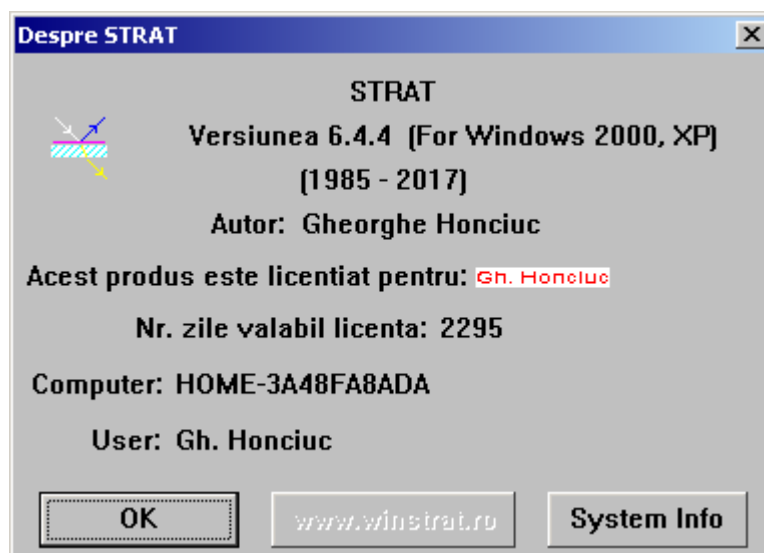 Despre STRAT
STRAT
Versiunea 6.4.4 (For Windows 2000, XP)
(1985 - 2017)
Autor: Gheorghe Honciuc
Acest produs este licentiat pentru: Gh. Honciuc
Nr. zile valabil licenta: 2295
Computer: HOME-3A48FA8ADA
User: Gh. Honciuc
OK www.winstrat.ro System Info